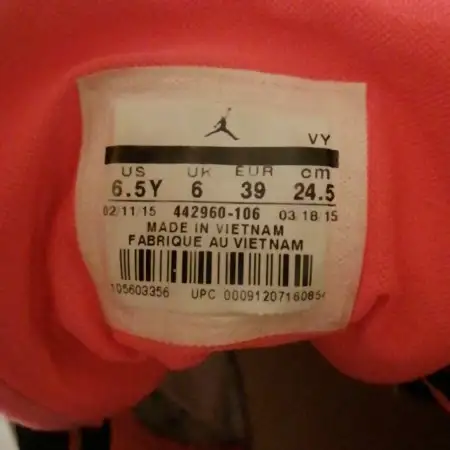 VY
US UK EUR cm
6.5Y 6 39 24.5
02/11/15 442960-106 03/18/15
MADE IN VIETNAM
FABRIQUE AU VIETNAM
105603356 UPC 00091207160854